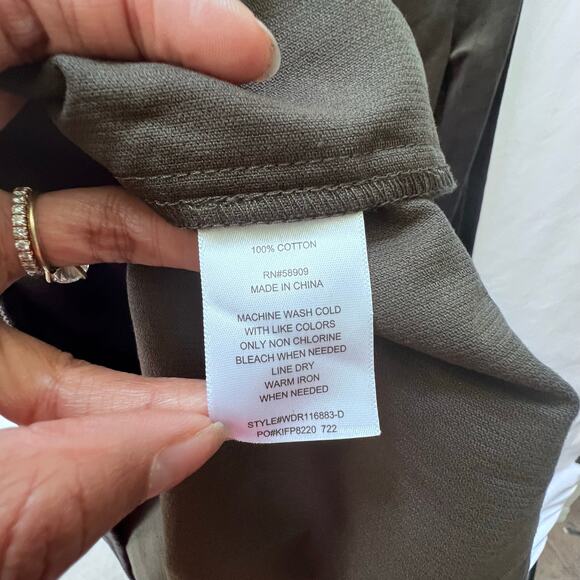 100% COTTON
RN#58909
MADE IN CHINA
MACHINE WASH COLD
WITH LIKE COLORS
ONLY NON CHLORINE
BLEACH WHEN NEEDED
LINE DRY
WARM IRON
WHEN NEEDED
STYLE#WDR116883-D
PO#KIFP8220 722